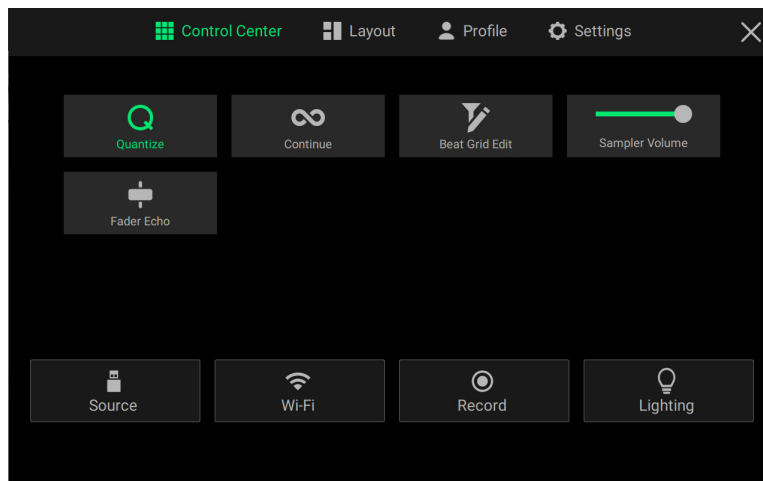 Control Center
Layout
Profile
Settings
Quantize
Continue
Beat Grid Edit
Sampler Volume
Fader Echo
Source
Wi-Fi
Record
Lighting